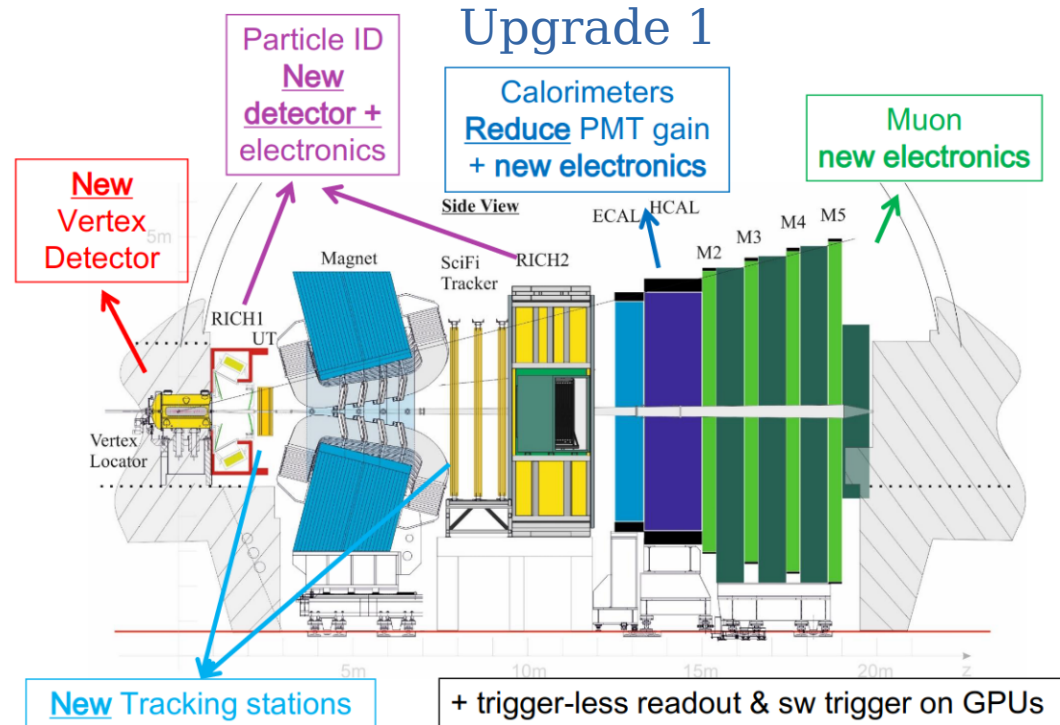 Upgrade 1
Particle ID
New
detector +
electronics
Calorimeters
Reduce PMT gain
+ new electronics
Muon
new electronics
New
Vertex
Detector
Side View
ECAL
HCAL
M2
M3
M4
M5
5m
Magnet
SciFi
Tracker
RICH2
RICH1
UT
Vertex
Locator
5m
10m
15m
20m
z
New Tracking stations
+ trigger-less readout & sw trigger on GPUs